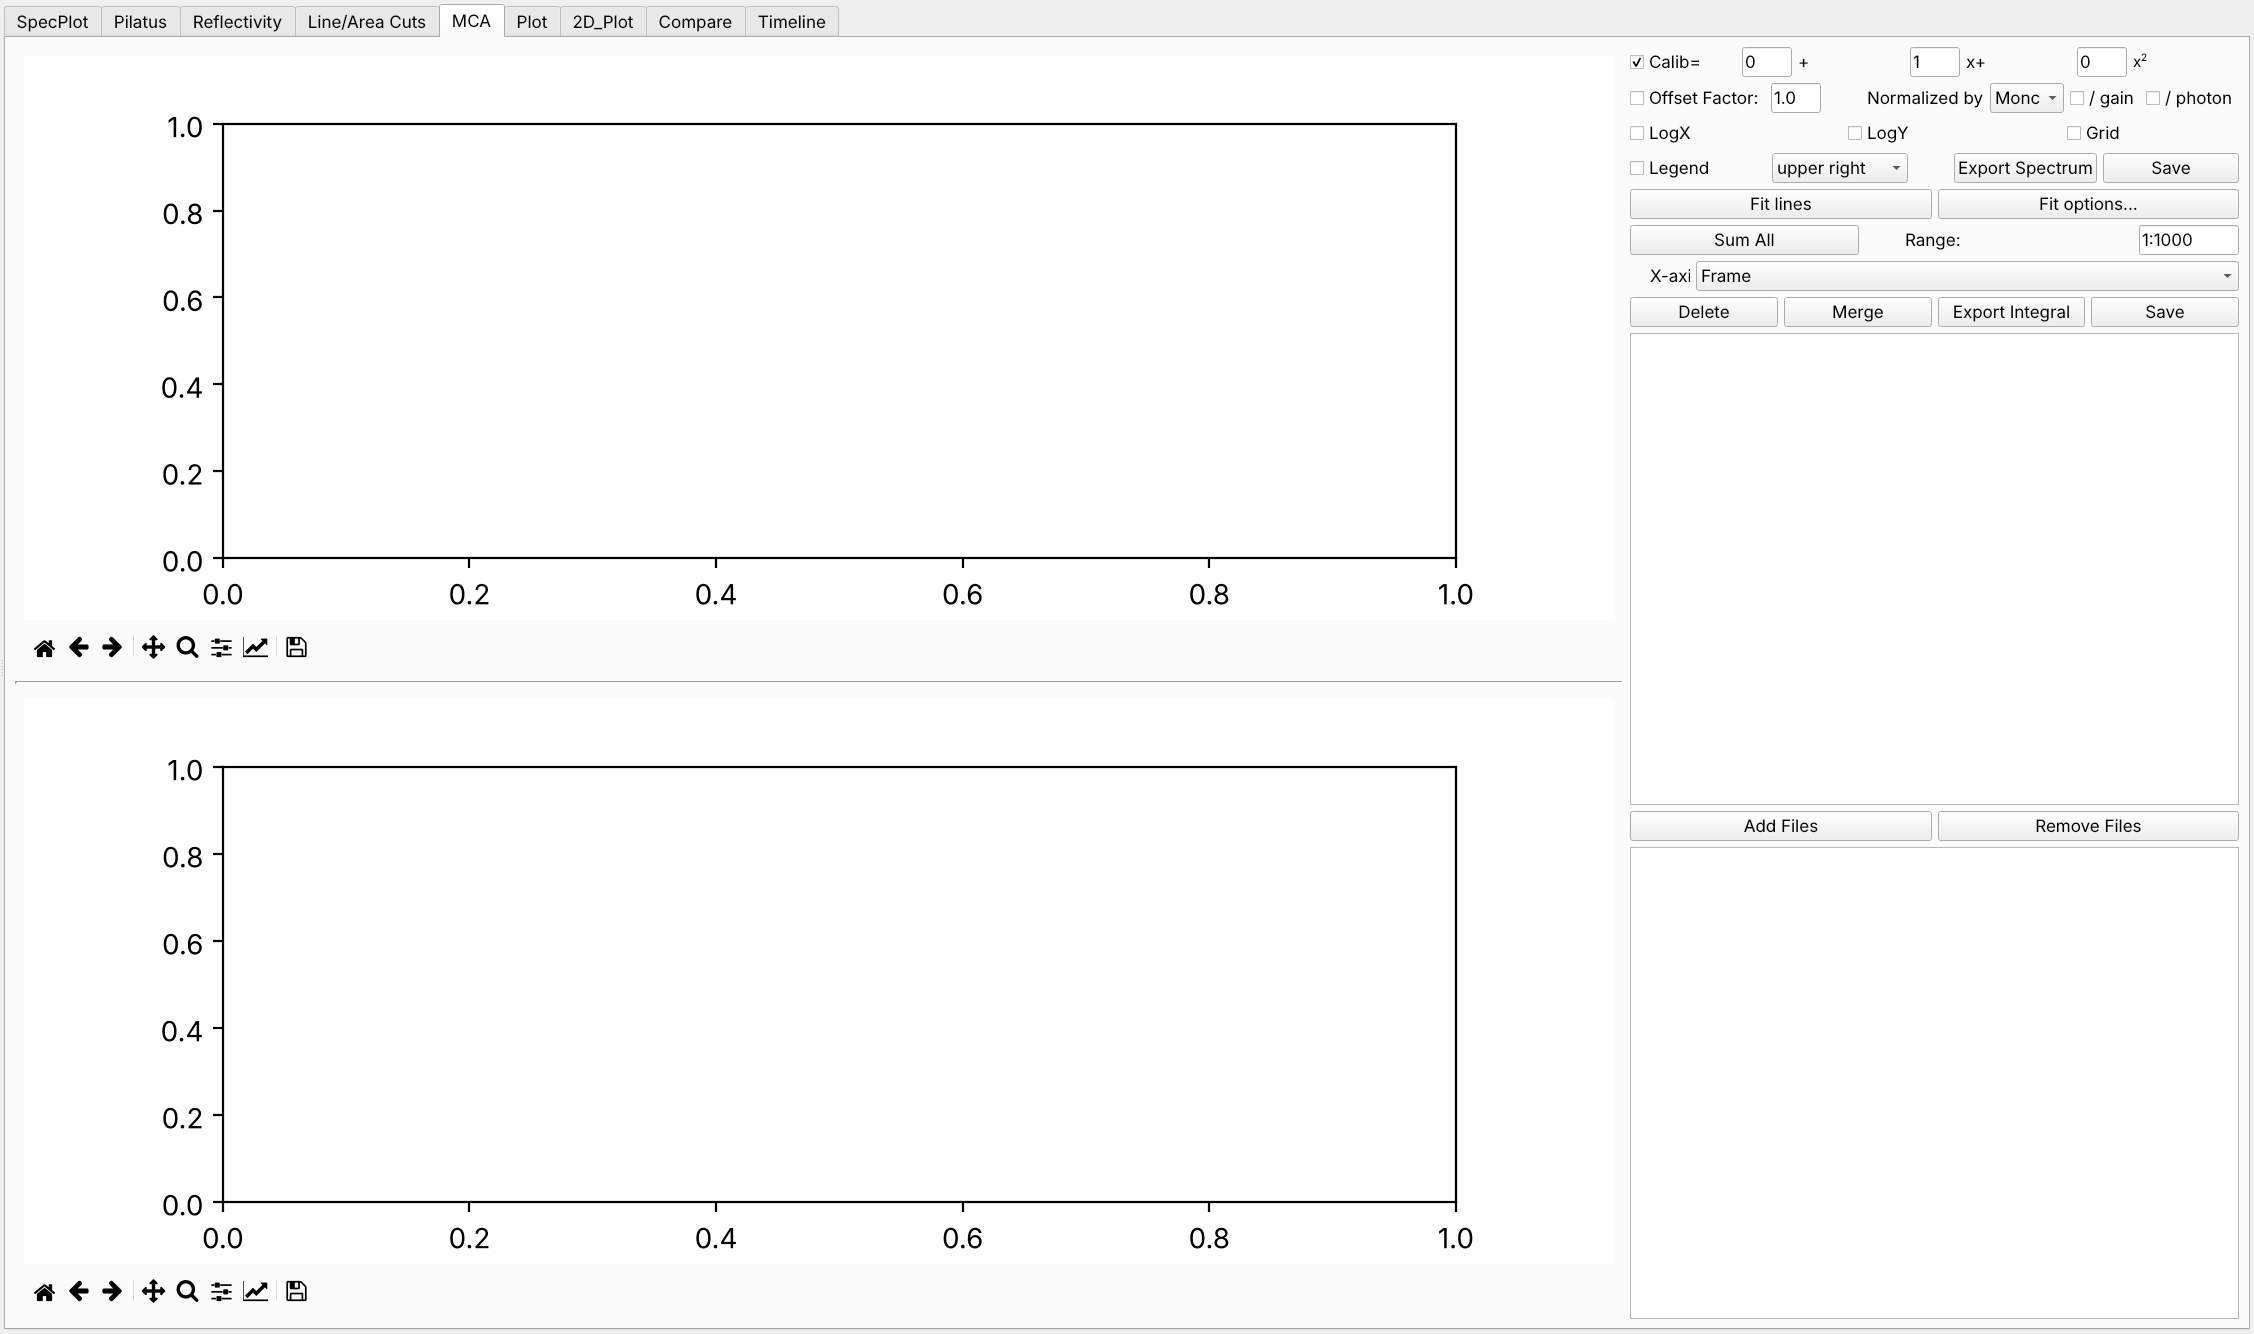 SpecPlot Pilatus Reflectivity Line/Area Cuts MCA Plot 2D_Plot Compare Timeline
1.0
0.8
0.6
0.4
0.2
0.0
0.0 0.2 0.4 0.6 0.8 1.0
1.0
0.8
0.6
0.4
0.2
0.0
0.0 0.2 0.4 0.6 0.8 1.0
Calib= 0 + 1 x+ 0 x²
Offset Factor: 1.0 Normalized by Monc / gain / photon
LogX LogY Grid
Legend upper right Export Spectrum Save
Fit lines Fit options...
Sum All Range: 1:1000
X-axi Frame
Delete Merge Export Integral Save
Add Files Remove Files